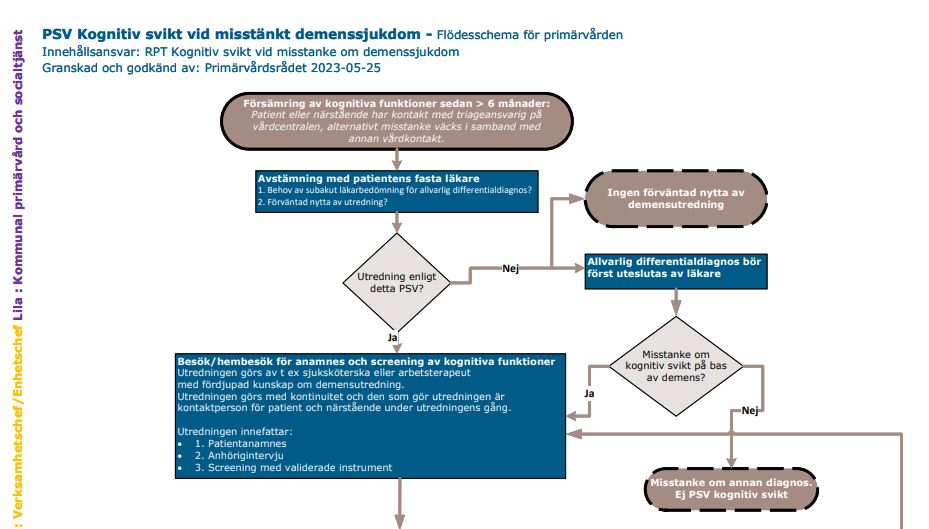 PSV Kognitiv svikt vid misstänkt demenssjukdom - Flödesschema för primärvården
Innehållsansvar: RPT Kognitiv svikt vid misstanke om demenssjukdom
Granskad och godkänd av: Primärvårdsrådet 2023-05-25
: Verksamhetschef/Enhetschef Lila : Kommunal primärvård och socialtjänst
Försämring av kognitiva funktioner sedan > 6 månader:
Patient eller närstående har kontakt med triageansvarig på
vårdcentralen, alternativt misstanke väcks i samband med
annan vårdkontakt.
Avstämning med patientens fasta läkare
1. Behov av subakut läkarbedömning för allvarlig differentialdiagnos?
2. Förväntad nytta av utredning?
Ingen förväntad nytta av
demensutredning
Utredning enligt
detta PSV?
Nej
Allvarlig differentialdiagnos bör
först uteslutas av läkare
Ja
Misstanke om
kognitiv svikt på bas
av demens?
Ja
Nej
Besök/hembesök för anamnes och screening av kognitiva funktioner
Utredningen görs av t ex sjuksköterska eller arbetsterapeut
med fördjupad kunskap om demensutredning.
Utredningen görs med kontinuitet och den som gör utredningen är
kontaktperson för patient och närstående under utredningens gång.
Utredningen innefattar:
• 1. Patientanamnes
• 2. Anhörigintervju
• 3. Screening med validerade instrument
Misstanke om annan diagnos.
Ej PSV kognitiv svikt